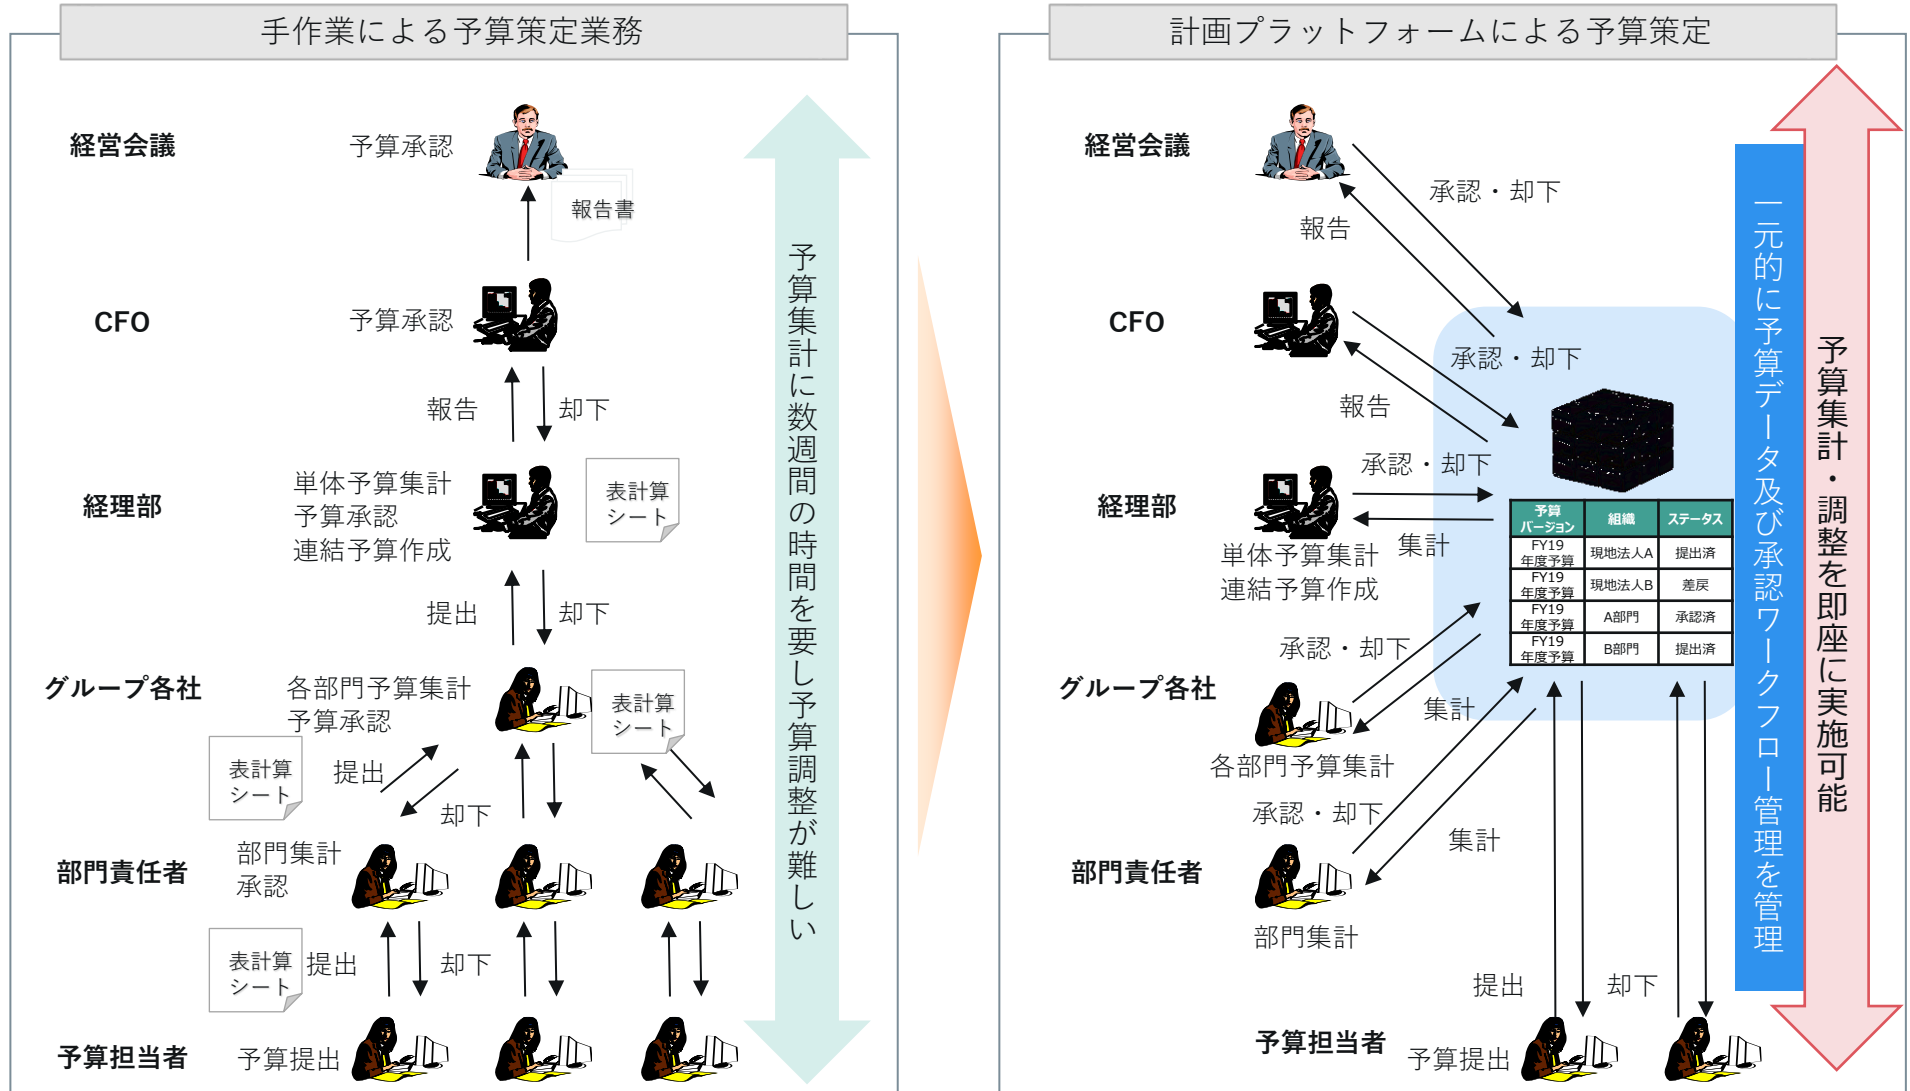 手作業による予算策定業務
経営会議
予算承認
報告書
CFO
予算承認
報告
却下
経理部
単体予算集計
予算承認
連結予算作成
表計算
シート
提出
却下
グループ各社
各部門予算集計
予算承認
表計算
シート
表計算
シート
提出
却下
部門責任者
部門集計
承認
表計算
シート
提出
却下
予算担当者
予算提出
予算集計に数週間の時間を要し予算調整が難しい
計画プラットフォームによる予算策定
経営会議
承認・却下
報告
CFO
承認・却下
報告
経理部
承認・却下
集計
単体予算集計
連結予算作成
予算
バージョン
組織
ステータス
FY19
年度予算
現地法人A
提出済
FY19
年度予算
現地法人B
差戻
FY19
年度予算
A部門
承認済
FY19
年度予算
B部門
提出済
承認・却下
グループ各社
集計
各部門予算集計
承認・却下
集計
部門責任者
部門集計
提出
却下
予算担当者
予算提出
一元的に予算データ及び承認ワークフロー管理を管理
予算集計・調整を即座に実施可能